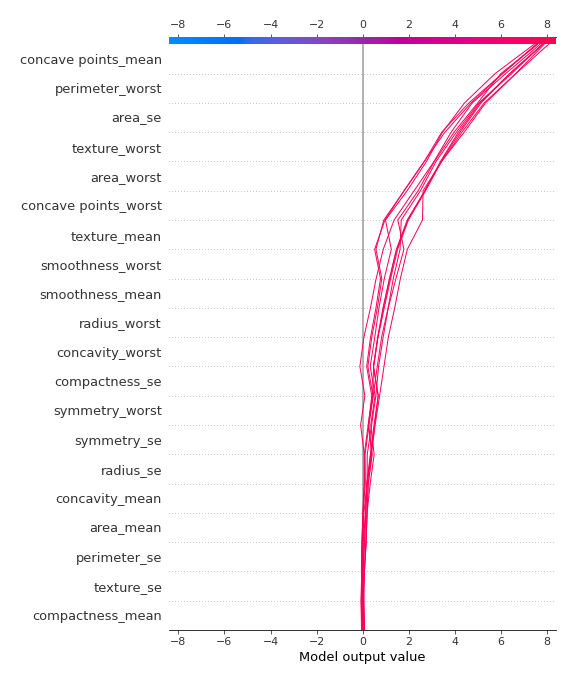 −8 −6 −4 −2 0 2 4 6 8
concave points_mean
perimeter_worst
area_se
texture_worst
area_worst
concave points_worst
texture_mean
smoothness_worst
smoothness_mean
radius_worst
concavity_worst
compactness_se
symmetry_worst
symmetry_se
radius_se
concavity_mean
area_mean
perimeter_se
texture_se
compactness_mean
−8 −6 −4 −2 0 2 4 6 8
Model output value